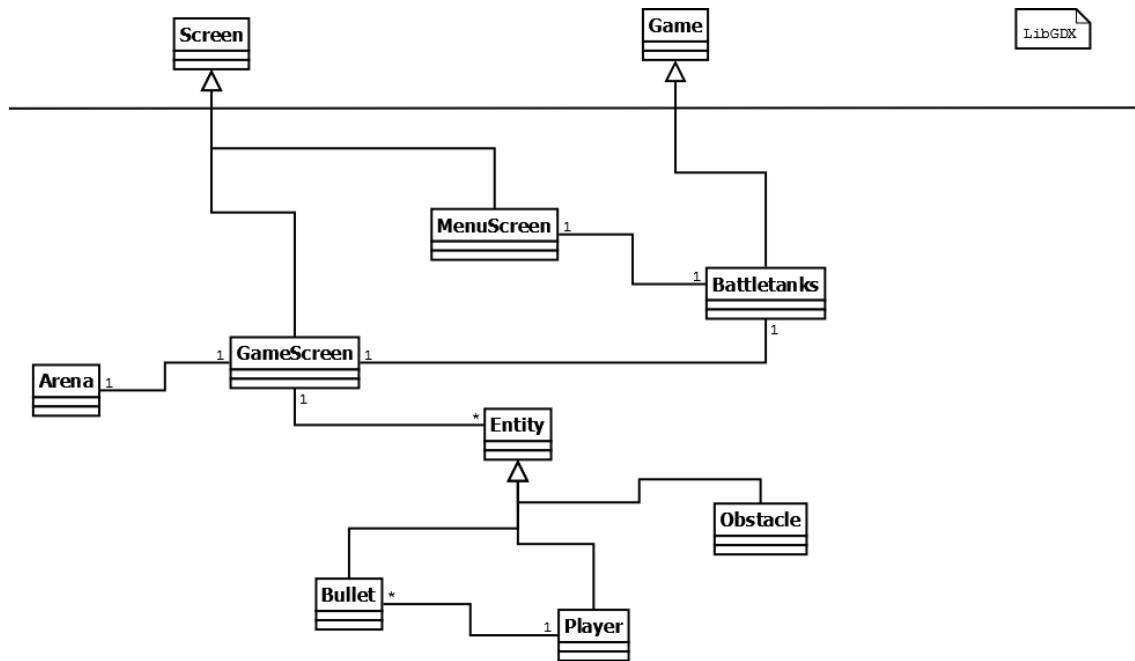 Screen
Game
LibGDX
MenuScreen
1
1
Battletanks
1
Arena
1
1
GameScreen
1
1
*
Entity
Obstacle
Bullet
*
1
Player